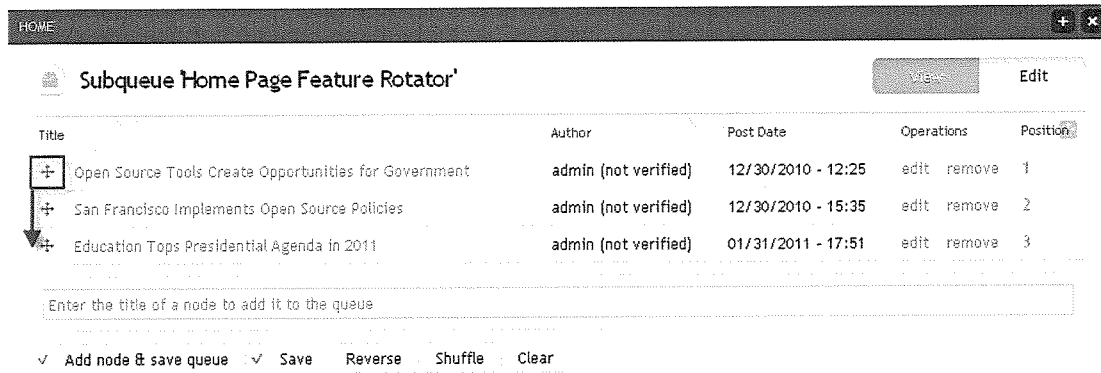 HOME
Subqueue 'Home Page Feature Rotator'
View Edit
Title Author Post Date Operations Position
Open Source Tools Create Opportunities for Government admin (not verified) 12/30/2010 - 12:25 edit remove 1
San Francisco Implements Open Source Policies admin (not verified) 12/30/2010 - 15:35 edit remove 2
Education Tops Presidential Agenda in 2011 admin (not verified) 01/31/2011 - 17:51 edit remove 3
Enter the title of a node to add it to the queue
Add node & save queue Save Reverse Shuffle Clear